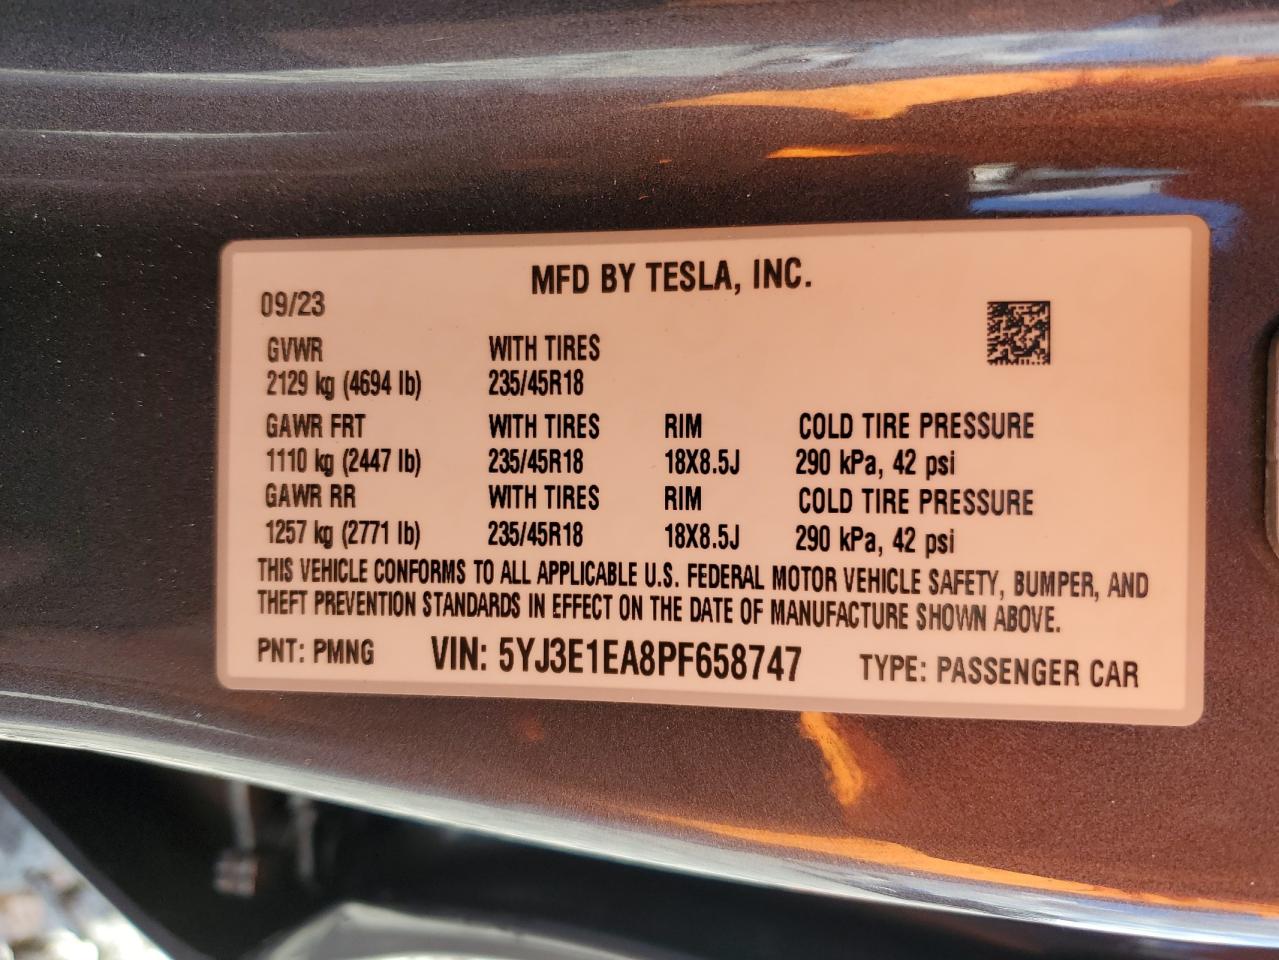 MFD BY TESLA, INC.
09/23
GVWR WITH TIRES
2129 kg (4694 lb) 235/45R18
GAWR FRT WITH TIRES RIM COLD TIRE PRESSURE
1110 kg (2447 lb) 235/45R18 18X8.5J 290 kPa, 42 psi
GAWR RR WITH TIRES RIM COLD TIRE PRESSURE
1257 kg (2771 lb) 235/45R18 18X8.5J 290 kPa, 42 psi
THIS VEHICLE CONFORMS TO ALL APPLICABLE U.S. FEDERAL MOTOR VEHICLE SAFETY, BUMPER, AND
THEFT PREVENTION STANDARDS IN EFFECT ON THE DATE OF MANUFACTURE SHOWN ABOVE.
PNT: PMNG VIN: 5YJ3E1EA8PF658747 TYPE: PASSENGER CAR